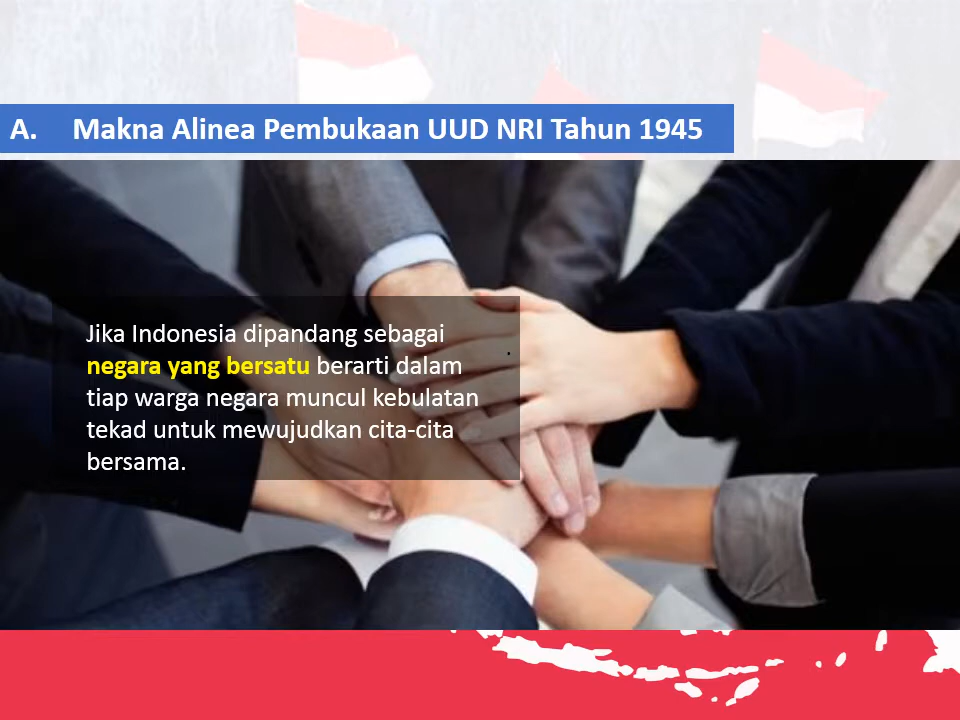 A. Makna Alinea Pembukaan UUD NRI Tahun 1945
Jika Indonesia dipandang sebagai
negara yang bersatu berarti dalam
tiap warga negara muncul kebulatan
tekad untuk mewujudkan cita-cita
bersama.